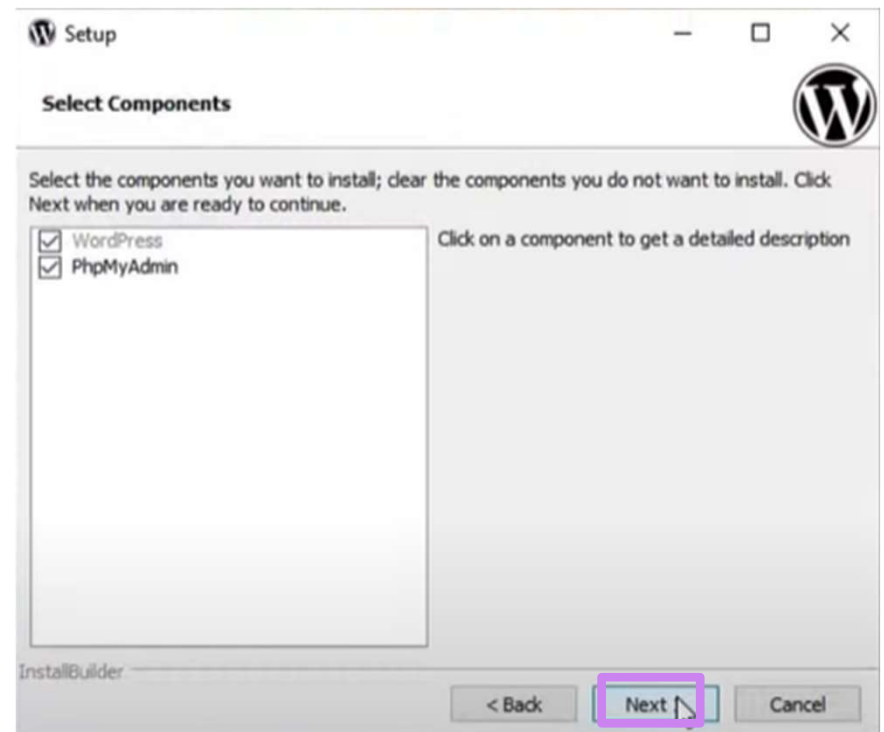 Setup
Select Components
Select the components you want to install; clear the components you do not want to install. Click
Next when you are ready to continue.
WordPress
PhpMyAdmin
Click on a component to get a detailed description
InstallBuilder
< Back
Next
Cancel